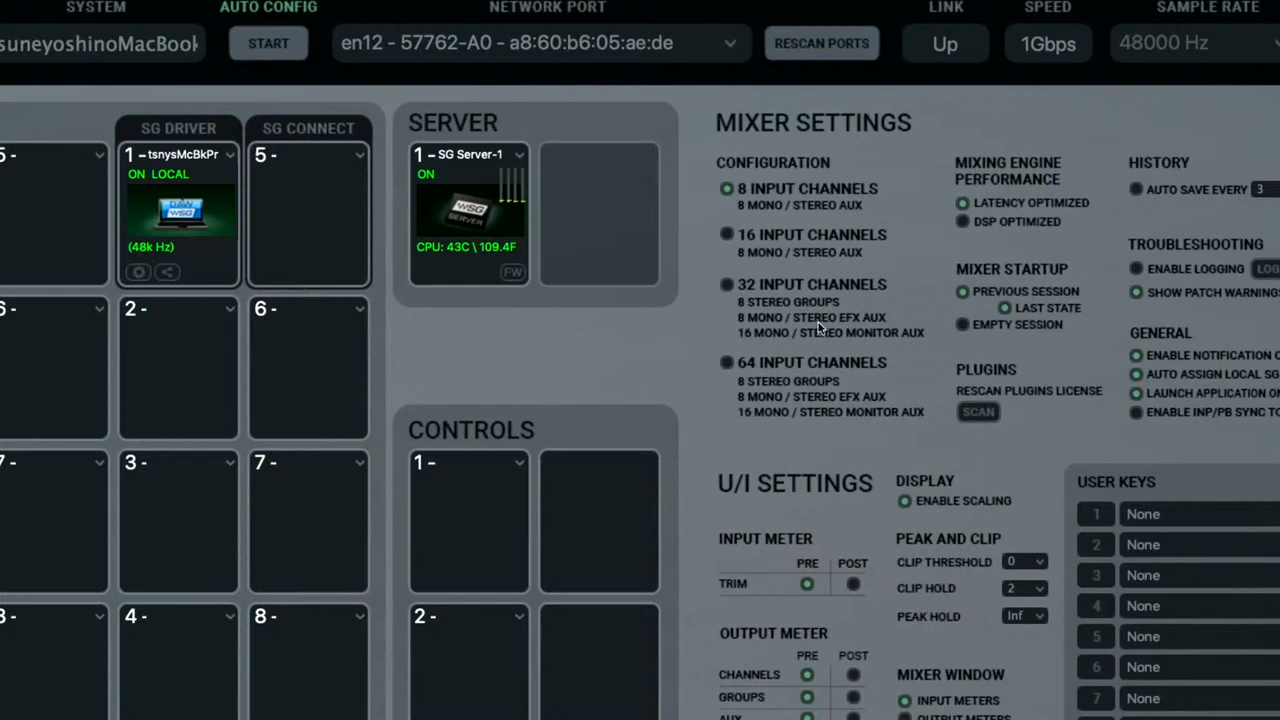 SYSTEM
AUTO CONFIG
NETWORK PORT
LINK
SPEED
SAMPLE RATE
suneyoshinoMacBook
START
en12 - 57762-A0 - a8:60:b6:05:ae:de
RESCAN PORTS
Up
1Gbps
48000 Hz
SG DRIVER
SG CONNECT
5-
1 - tsnysMcBkPr
ON LOCAL
DAW
WSG
(48k Hz)
5 -
6-
2 -
6 -
7-
3 -
7 -
3-
4 -
8 -
SERVER
1 - SG Server-1
ON
WSG
SERVER
CPU: 43C \ 109.4F
FW
CONTROLS
1 -
2 -
MIXER SETTINGS
CONFIGURATION
8 INPUT CHANNELS
8 MONO / STEREO AUX
16 INPUT CHANNELS
8 MONO / STEREO AUX
32 INPUT CHANNELS
8 STEREO GROUPS
8 MONO / STEREO EFX AUX
16 MONO / STEREO MONITOR AUX
64 INPUT CHANNELS
8 STEREO GROUPS
8 MONO / STEREO EFX AUX
16 MONO / STEREO MONITOR AUX
MIXING ENGINE
PERFORMANCE
LATENCY OPTIMIZED
DSP OPTIMIZED
MIXER STARTUP
PREVIOUS SESSION
LAST STATE
EMPTY SESSION
PLUGINS
RESCAN PLUGINS LICENSE
SCAN
HISTORY
AUTO SAVE EVERY 3
TROUBLESHOOTING
ENABLE LOGGING LOG
SHOW PATCH WARNINGS
GENERAL
ENABLE NOTIFICATION C
AUTO ASSIGN LOCAL SG
LAUNCH APPLICATION ON
ENABLE INP/PB SYNC TO
U/I SETTINGS
INPUT METER
PRE POST
TRIM
OUTPUT METER
PRE POST
CHANNELS
GROUPS
AUX
DISPLAY
ENABLE SCALING
PEAK AND CLIP
CLIP THRESHOLD 0
CLIP HOLD 2
PEAK HOLD Inf
MIXER WINDOW
INPUT METERS
OUTPUT METERS
USER KEYS
1 None
2 None
3 None
4 None
5 None
6 None
7 None